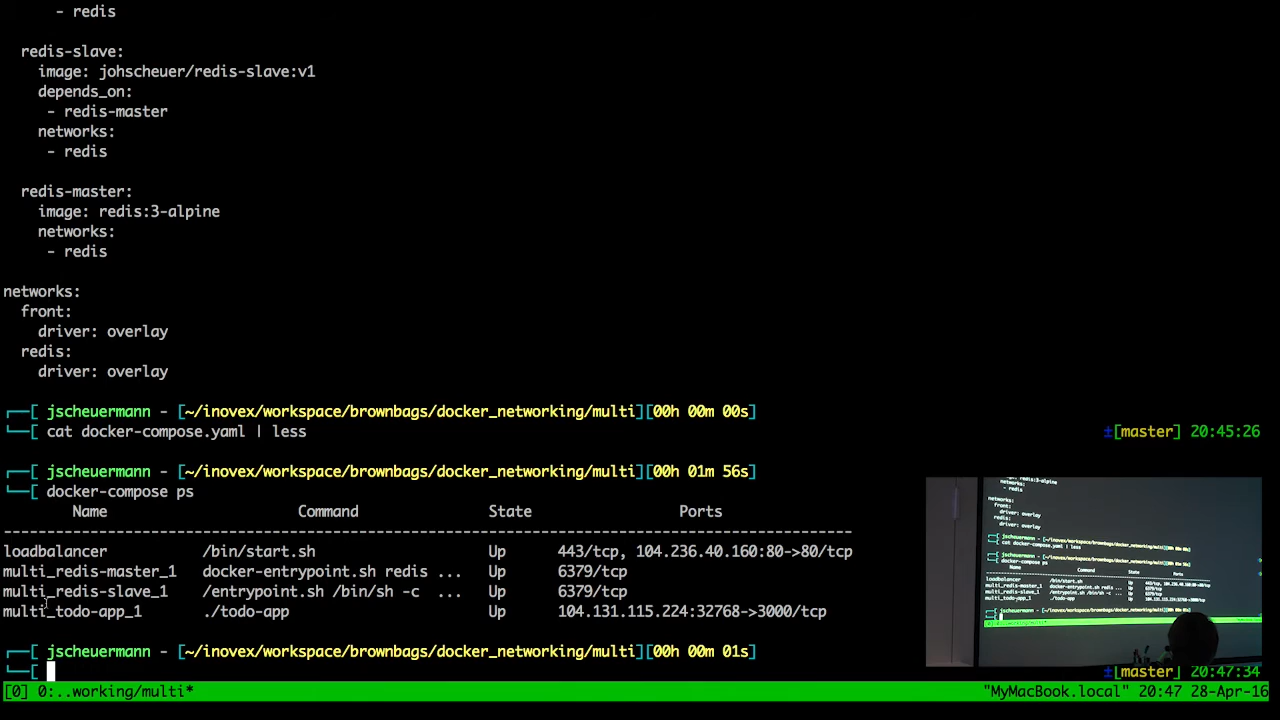 - redis
redis-slave:
image: johscheuer/redis-slave:v1
depends_on:
- redis-master
networks:
- redis
redis-master:
image: redis:3-alpine
networks:
- redis
networks:
front:
driver: overlay
redis:
driver: overlay
┌──[ jscheuermann - [~/inovex/workspace/brownbags/docker_networking/multi][00h 00m 00s]
└──[ cat docker-compose.yaml | less ±[master] 20:45:26
┌──[ jscheuermann - [~/inovex/workspace/brownbags/docker_networking/multi][00h 01m 56s]
└──[ docker-compose ps
Name Command State Ports
-------------------------------------------------------------------------------------------------
loadbalancer /bin/start.sh Up 443/tcp, 104.236.40.160:80->80/tcp
multi_redis-master_1 docker-entrypoint.sh redis ... Up 6379/tcp
multi_redis-slave_1 /entrypoint.sh /bin/sh -c ... Up 6379/tcp
multi_todo-app_1 ./todo-app Up 104.131.115.224:32768->3000/tcp
┌──[ jscheuermann - [~/inovex/workspace/brownbags/docker_networking/multi][00h 00m 01s]
└──[ ±[master] 20:47:34
[0] 0:..working/multi* "MyMacBook.local" 20:47 28-Apr-16